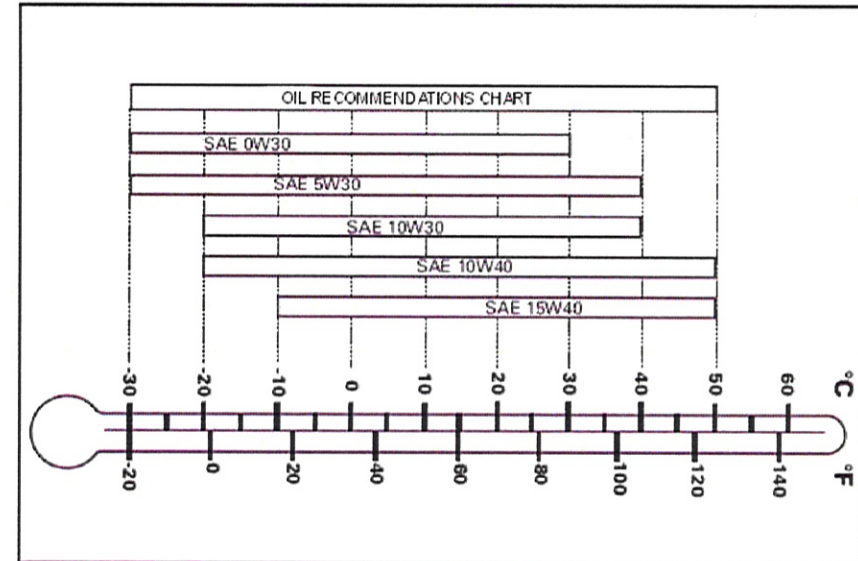 OIL RECOMMENDATIONS CHART
SAE 0W30
SAE 5W30
SAE 10W30
SAE 10W40
SAE 15W40
-30 -20 -10 0 10 20 30 40 50 60 °C
-20 0 20 40 60 80 100 120 140 °F